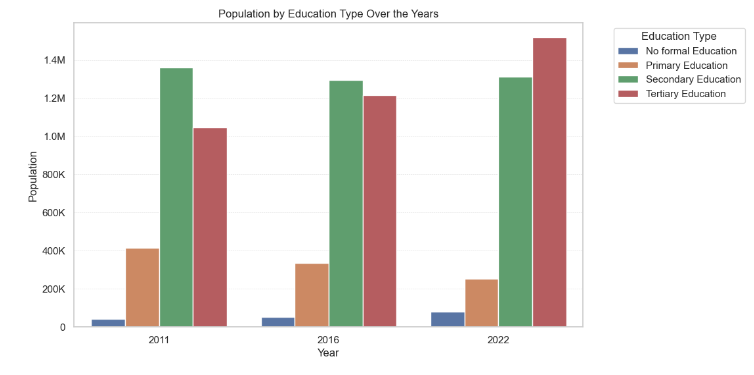 Population by Education Type Over the Years
Education Type
No formal Education
Primary Education
Secondary Education
Tertiary Education
Population
1.4M
1.2M
1.0M
800K
600K
400K
200K
0
2011
2016
2022
Year